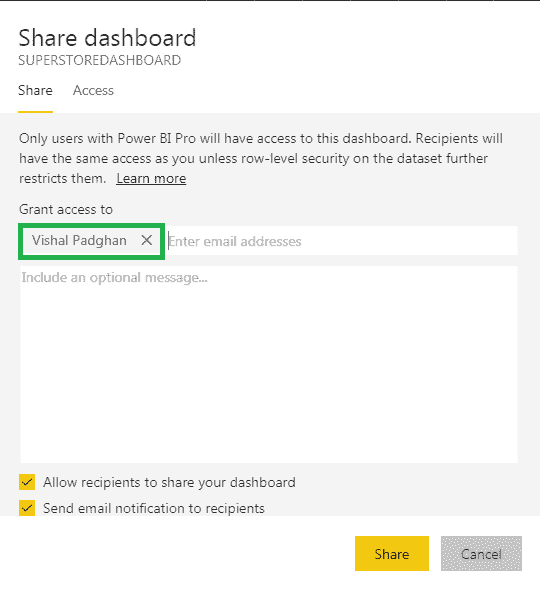 Share dashboard
SUPERSTOREDASHBOARD
Share Access
Only users with Power BI Pro will have access to this dashboard. Recipients will
have the same access as you unless row-level security on the dataset further
restricts them. Learn more
Grant access to
Vishal Padghan Enter email addresses
Include an optional message...
Allow recipients to share your dashboard
Send email notification to recipients
Share Cancel